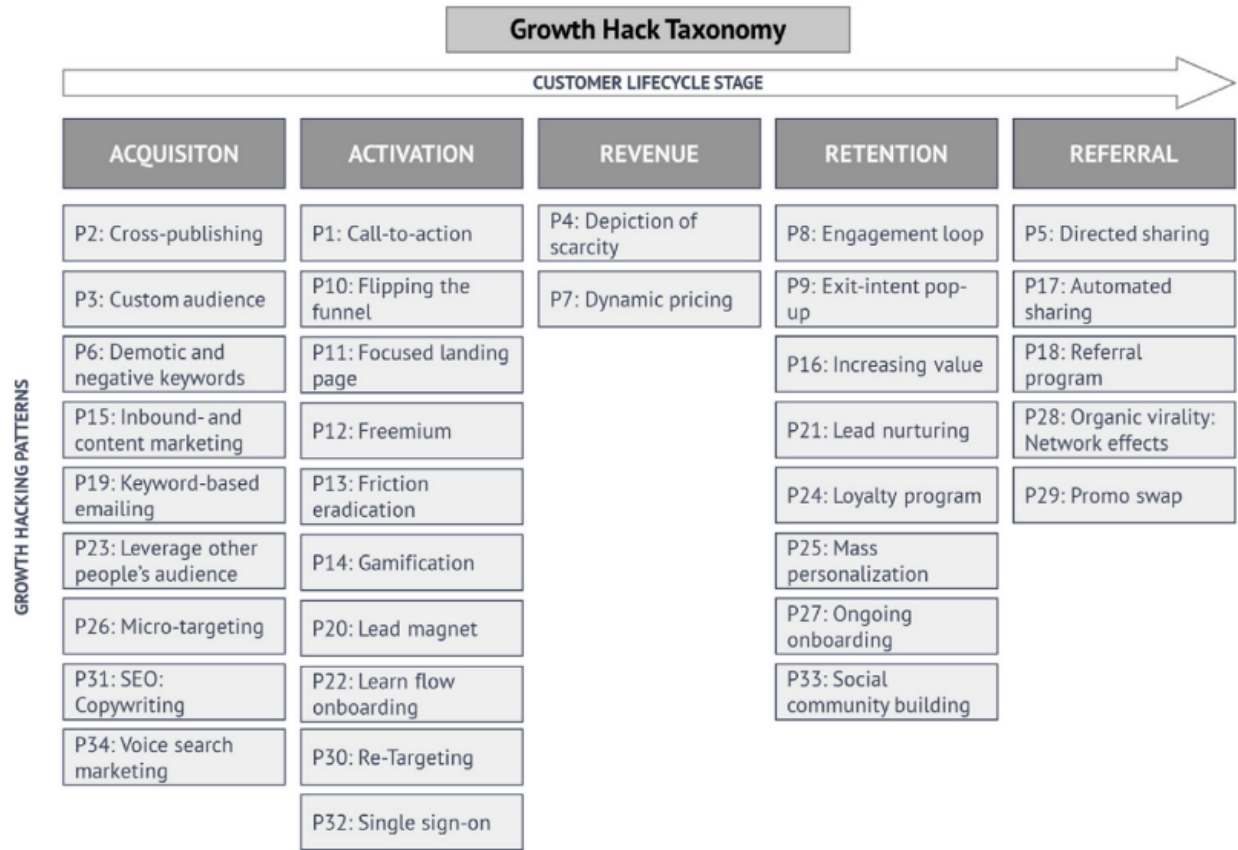 Growth Hack Taxonomy
CUSTOMER LIFECYCLE STAGE
GROWTH HACKING PATTERNS
ACQUISITON
P2: Cross-publishing
P3: Custom audience
P6: Demotic and
negative keywords
P15: Inbound- and
content marketing
P19: Keyword-based
emailing
P23: Leverage other
people's audience
P26: Micro-targeting
P31: SEO:
Copywriting
P34: Voice search
marketing
ACTIVATION
P1: Call-to-action
P10: Flipping the
funnel
P11: Focused landing
page
P12: Freemium
P13: Friction
eradication
P14: Gamification
P20: Lead magnet
P22: Learn flow
onboarding
P30: Re-Targeting
P32: Single sign-on
REVENUE
P4: Depiction of
scarcity
P7: Dynamic pricing
RETENTION
P8: Engagement loop
P9: Exit-intent pop-
up
P16: Increasing value
P21: Lead nurturing
P24: Loyalty program
P25: Mass
personalization
P27: Ongoing
onboarding
P33: Social
community building
REFERRAL
P5: Directed sharing
P17: Automated
sharing
P18: Referral
program
P28: Organic virality:
Network effects
P29: Promo swap